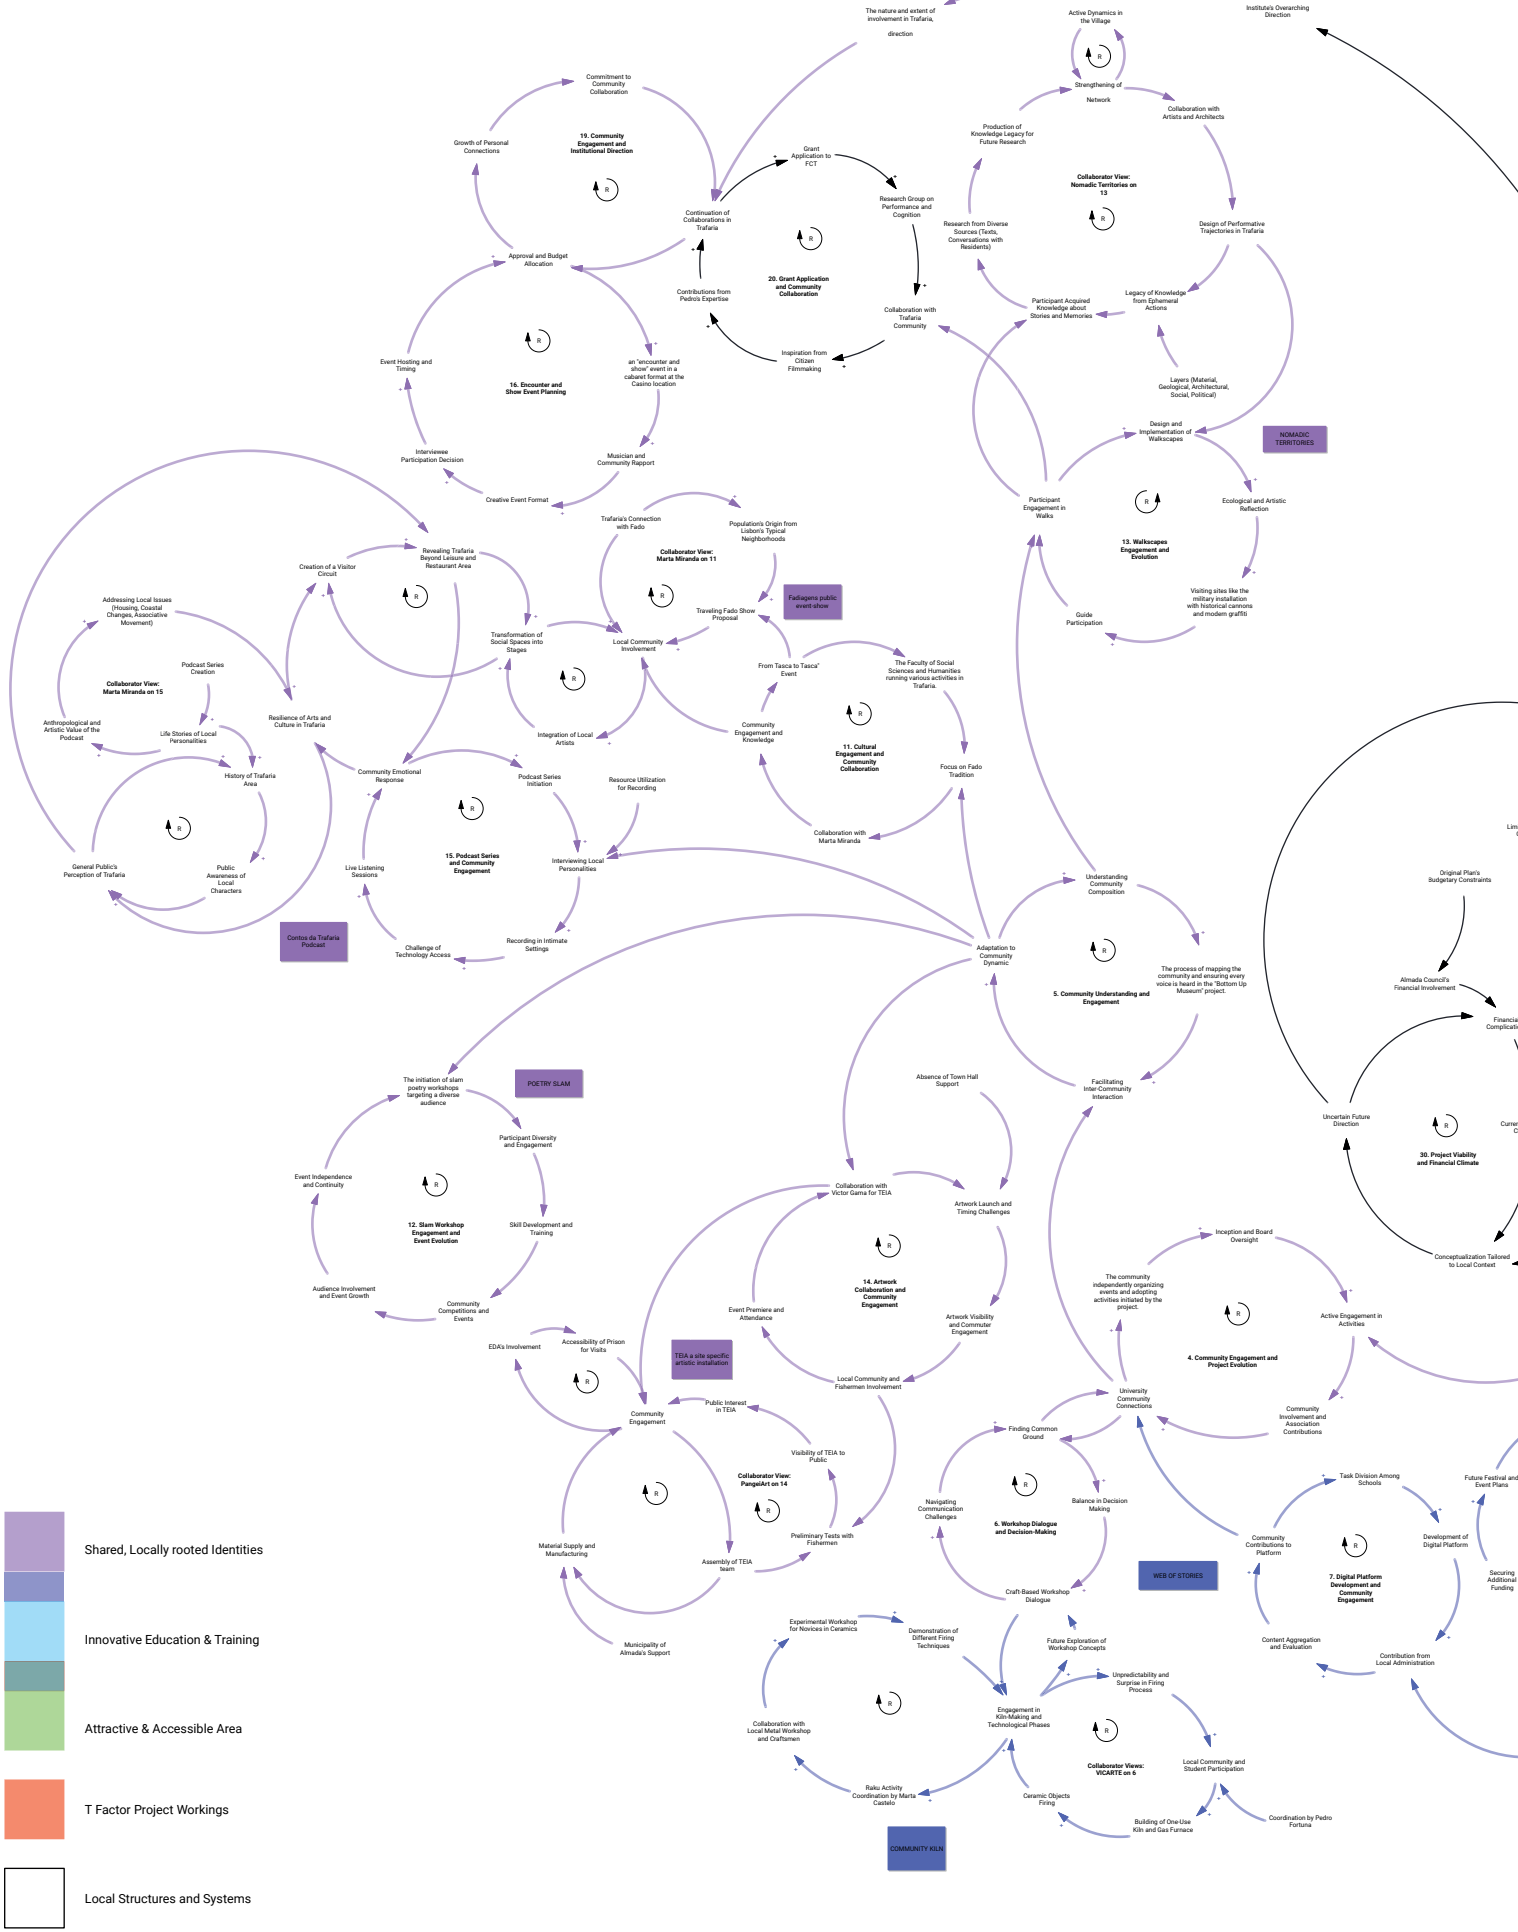 The nature and extent of
involvement in Trafaria,
direction
Active Dynamics in
the Village
Institute's Overarching
Direction
R
Strengthening of
Network
Collaboration with
Artists and Architects
Production of
Knowledge Legacy for
Future Research
Collaborator View:
Nomadic Territories on
13
R
Research from Diverse
Sources (Texts,
Conversations with
Residents)
Design of Performative
Trajectories in Trafaria
Participant Acquired
Knowledge about
Stories and Memories
Legacy of Knowledge
from Ephemeral
Actions
Layers (Material,
Geological, Architectural,
Social, Political)
Commitment to
Community
Collaboration
Growth of Personal
Connections
19. Community
Engagement and
Institutional Direction
R
Continuation of
Collaborations in
Trafaria
Approval and Budget
Allocation
Grant
Application to
FCT
Research Group on
Performance and
Cognition
R
20. Grant Application
and Community
Collaboration
Contributions from
Pedro's Expertise
Collaboration with
Trafaria
Community
Inspiration from
Citizen
Filmmaking
R
16. Encounter and
Show Event Planning
Event Hosting and
Timing
an "encounter and
show" event in a
cabaret format at the
Casino location
Interviewee
Participation Decision
Musician and
Community Rapport
Creative Event Format
Design and
Implementation of
Walkscapes
NOMADIC
TERRITORIES
Participant
Engagement in
Walks
R
Ecological and Artistic
Reflection
13. Walkscapes
Engagement and
Evolution
Visiting sites like the
military installation
with historical cannons
and modern graffiti
Guide
Participation
Trafaria's Connection
with Fado
Population's Origin from
Lisbon's Typical
Neighborhoods
Collaborator View:
Marta Miranda on 11
R
Fadiagens public
event-show
Traveling Fado Show
Proposal
Local Community
Involvement
Revealing Trafaria
Beyond Leisure and
Restaurant Area
Creation of a Visitor
Circuit
R
Transformation of
Social Spaces into
Stages
R
Integration of Local
Artists
Addressing Local Issues
(Housing, Coastal
Changes, Associative
Movement)
Podcast Series
Creation
Collaborator View:
Marta Miranda on 15
Anthropological and
Artistic Value of the
Podcast
Life Stories of Local
Personalities
Resilience of Arts and
Culture in Trafaria
History of Trafaria
Area
R
General Public's
Perception of Trafaria
Public
Awareness of
Local
Characters
From Tasca to Tasca"
Event
The Faculty of Social
Sciences and Humanities
running various activities in
Trafaria.
Community
Engagement and
Knowledge
R
11. Cultural
Engagement and
Community
Collaboration
Focus on Fado
Tradition
Collaboration with
Marta Miranda
Community Emotional
Response
Podcast Series
Initiation
Resource Utilization
for Recording
R
15. Podcast Series
and Community
Engagement
Interviewing Local
Personalities
Live Listening
Sessions
Challenge of
Technology Access
Recording in Intimate
Settings
Contos da Trafaria
Podcast
Understanding
Community
Composition
Adaptation to
Community
Dynamic
R
5. Community Understanding and
Engagement
The process of mapping the
community and ensuring every
voice is heard in the "Bottom Up
Museum" project.
Facilitating
Inter-Community
Interaction
Absence of Town Hall
Support
Original Plan's
Budgetary Constraints
Almada Council's
Financial Involvement
Uncertain Future
Direction
R
30. Project Viability
and Financial Climate
Conceptualization Tailored
to Local Context
The initiation of slam
poetry workshops
targeting a diverse
audience
POETRY SLAM
Participant Diversity
and Engagement
Event Independence
and Continuity
R
12. Slam Workshop
Engagement and
Event Evolution
Skill Development and
Training
Audience Involvement
and Event Growth
Community
Competitions and
Events
Collaboration with
Victor Gama for TEIA
Artwork Launch and
Timing Challenges
R
14. Artwork
Collaboration and
Community
Engagement
Event Premiere and
Attendance
Artwork Visibility
and Commuter
Engagement
Local Community and
Fishermen Involvement
TEIA a site specific
artistic installation
EDA's Involvement
Accessibility of Prison
for Visits
R
Community
Engagement
Public Interest
in TEIA
Visibility of TEIA to
Public
Collaborator View:
PangeiArt on 14
R
R
Preliminary Tests with
Fishermen
Material Supply and
Manufacturing
Assembly of TEIA
team
Municipality of
Almada's Support
Inception and Board
Oversight
The community
independently organizing
events and adopting
activities initiated by the
project.
R
Active Engagement in
Activities
4. Community Engagement and
Project Evolution
University
Community
Connections
Community
Involvement and
Association
Contributions
Finding Common
Ground
R
6. Workshop Dialogue
and Decision-Making
Balance in Decision
Making
Navigating
Communication
Challenges
Craft-Based Workshop
Dialogue
WEB OF STORIES
Task Division Among
Schools
Future Festival and
Event Plans
Community
Contributions to
Platform
R
7. Digital Platform
Development and
Community
Engagement
Development of
Digital Platform
Securing
Additional
Funding
Content Aggregation
and Evaluation
Contribution from
Local Administration
Experimental Workshop
for Novices in Ceramics
Demonstration of
Different Firing
Techniques
Future Exploration of
Workshop Concepts
R
Collaboration with
Local Metal Workshop
and Craftsmen
Engagement in
Kiln-Making and
Technological Phases
Unpredictability and
Surprise in Firing
Process
R
Collaborator Views:
VICARTE on 6
Local Community and
Student Participation
Raku Activity
Coordination by Marta
Castelo
Ceramic Objects
Firing
Building of One-Use
Kiln and Gas Furnace
Coordination by Pedro
Fortuna
COMMUNITY KILN
Shared, Locally rooted Identities
Innovative Education & Training
Attractive & Accessible Area
T Factor Project Workings
Local Structures and Systems